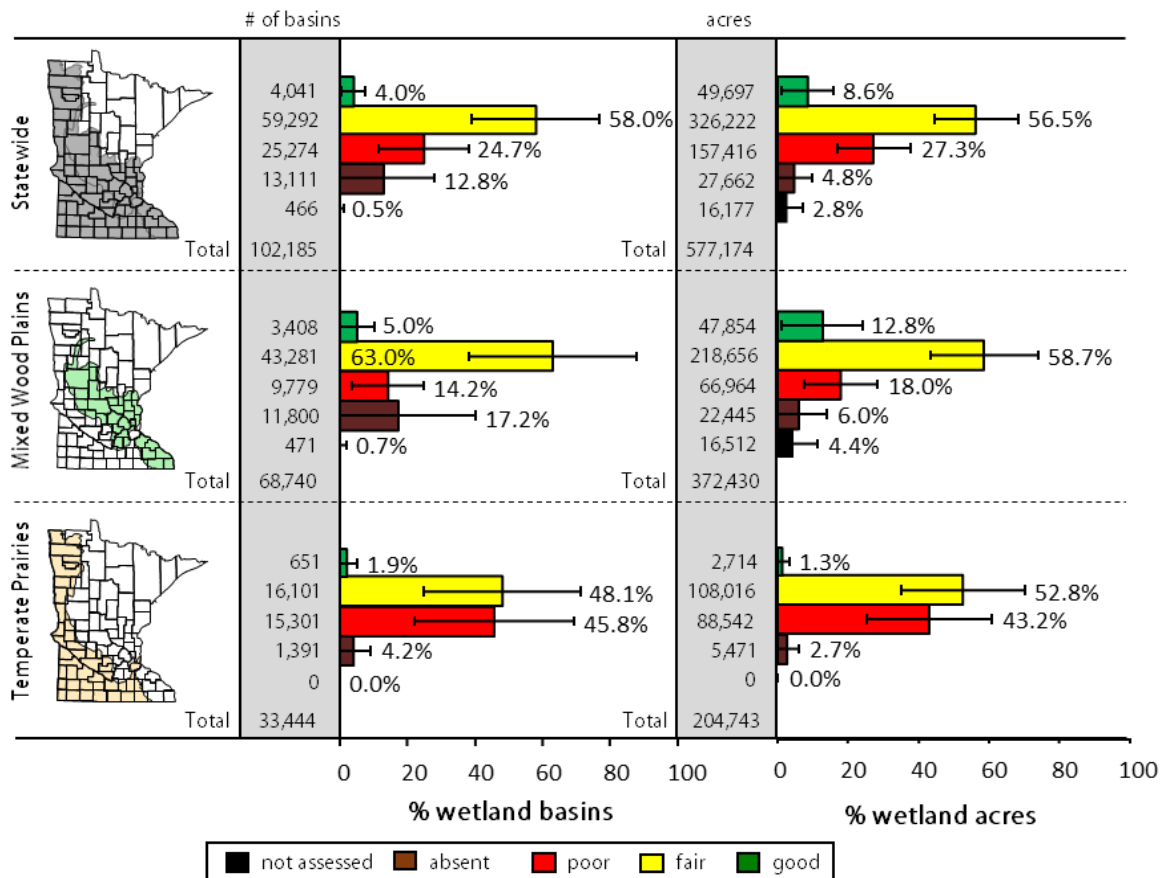 # of basins acres
Statewide
4,041 4.0% 49,697 8.6%
59,292 58.0% 326,222 56.5%
25,274 24.7% 157,416 27.3%
13,111 12.8% 27,662 4.8%
466 0.5% 16,177 2.8%
Total 102,185 577,174
Mixed Wood Plains
3,408 5.0% 47,854 12.8%
43,281 63.0% 218,656 58.7%
9,779 14.2% 66,964 18.0%
11,800 17.2% 22,445 6.0%
471 0.7% 16,512 4.4%
Total 68,740 Total 372,430
Temperate Prairies
651 1.9% 2,714 1.3%
16,101 48.1% 108,016 52.8%
15,301 45.8% 88,542 43.2%
1,391 4.2% 5,471 2.7%
0 0.0% 0 0.0%
Total 33,444 Total 204,743
0 20 40 60 80 100 0 20 40 60 80 100
% wetland basins % wetland acres
not assessed absent poor fair good